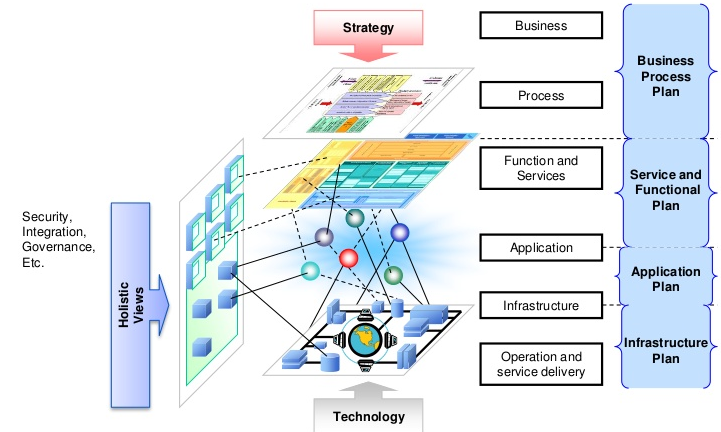 Strategy
Business
Business
Process
Plan
Process
Function and
Services
Service and
Functional
Plan
Security,
Integration,
Governance,
Etc.
Holistic
Views
Application
Application
Plan
Infrastructure
Infrastructure
Plan
Operation and
service delivery
Technology